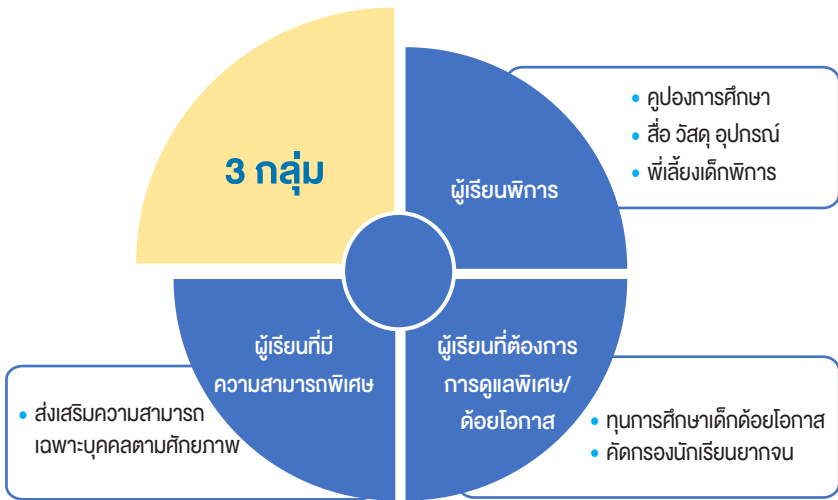 3 กลุ่ม
ผู้เรียนพิการ
• คูปองการศึกษา
• สื่อ วัสดุ อุปกรณ์
• พี่เลี้ยงเด็กพิการ
ผู้เรียนที่มี
ความสามารถพิเศษ
ผู้เรียนที่ต้องการ
การดูแลพิเศษ/
ด้อยโอกาส
• ส่งเสริมความสามารถ
เฉพาะบุคคลตามศักยภาพ
• ทุนการศึกษาเด็กด้อยโอกาส
• คัดกรองนักเรียนยากจน